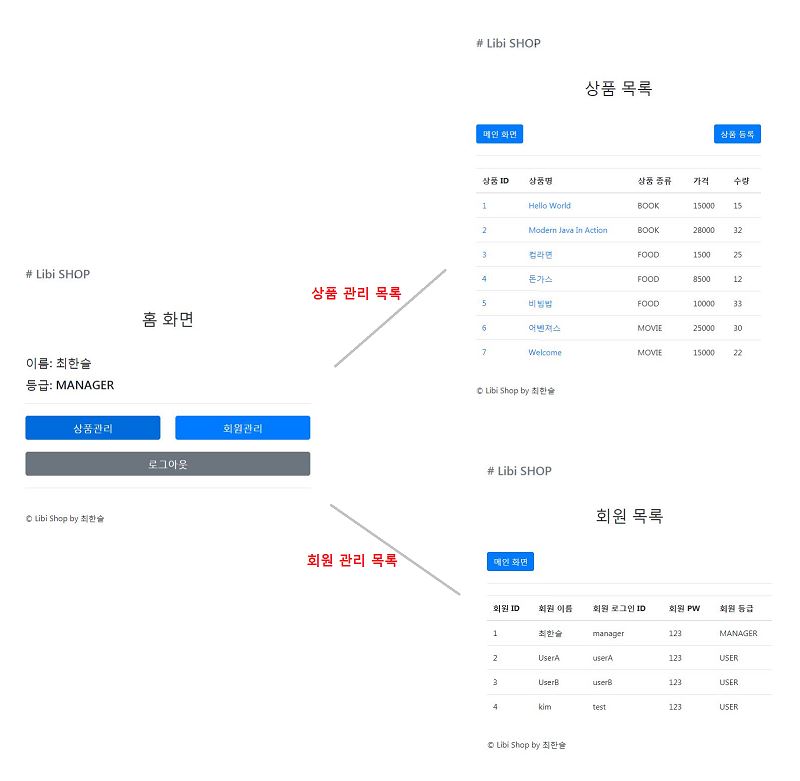 # Libi SHOP
홈 화면
이름: 최한슬
등급: MANAGER
상품관리 회원관리
로그아웃
© Libi Shop by 최한슬
상품 관리 목록
# Libi SHOP
상품 목록
메인 화면 상품 등록
상품 ID 상품명 상품 종류 가격 수량
1 Hello World BOOK 15000 15
2 Modern Java In Action BOOK 28000 32
3 컵라면 FOOD 1500 25
4 돈가스 FOOD 8500 12
5 비빔밥 FOOD 10000 33
6 어벤져스 MOVIE 25000 30
7 Welcome MOVIE 15000 22
© Libi Shop by 최한슬
회원 관리 목록
# Libi SHOP
회원 목록
메인 화면
회원 ID 회원 이름 회원 로그인 ID 회원 PW 회원 등급
1 최한슬 manager 123 MANAGER
2 UserA userA 123 USER
3 UserB userB 123 USER
4 kim test 123 USER
© Libi Shop by 최한슬